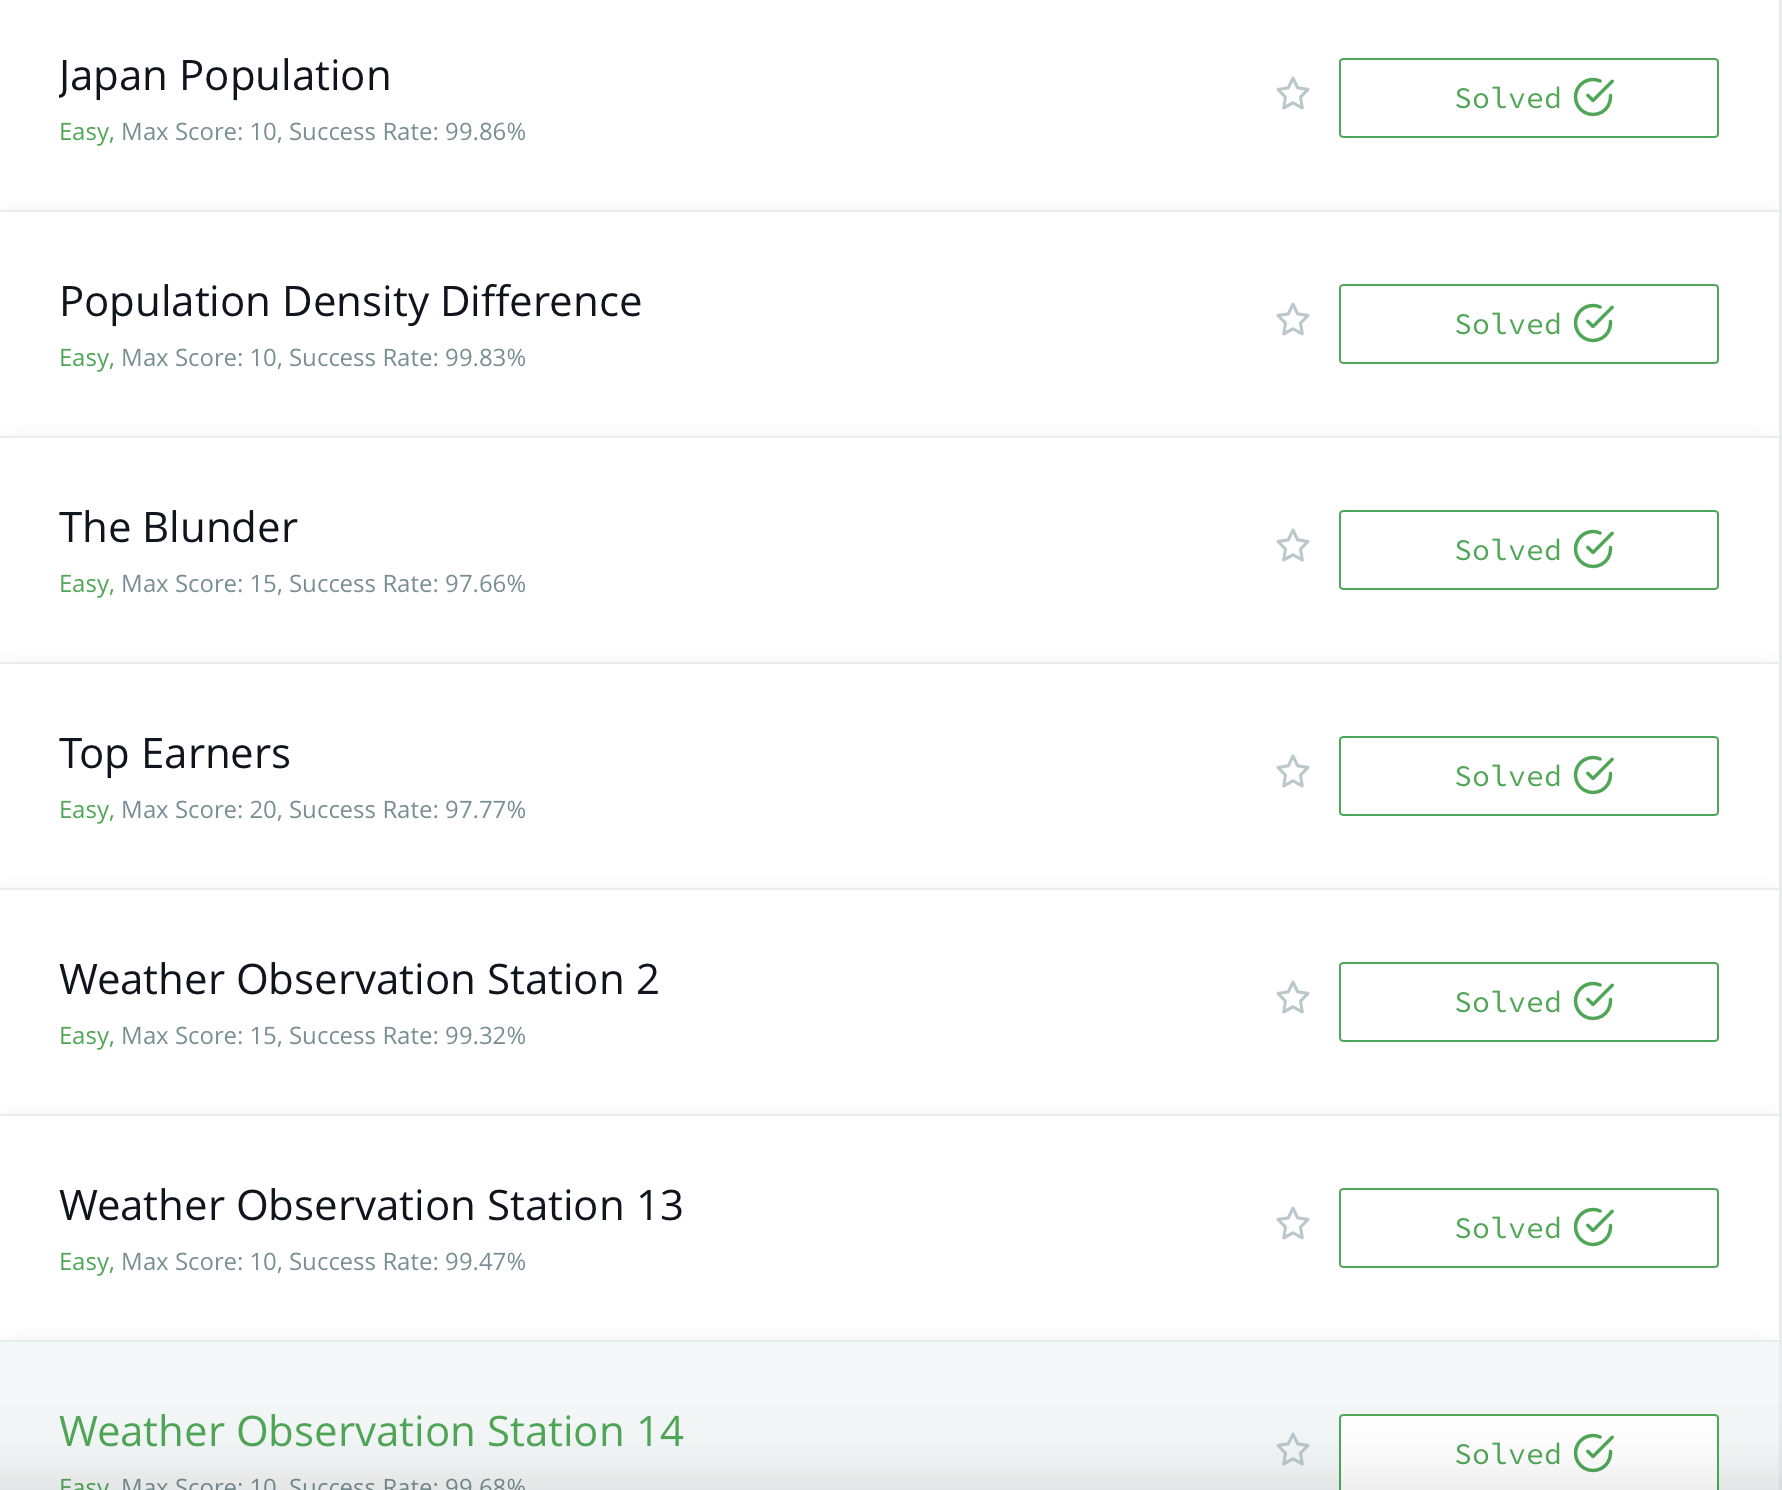 Japan Population
Easy, Max Score: 10, Success Rate: 99.86%
Solved
Population Density Difference
Easy, Max Score: 10, Success Rate: 99.83%
Solved
The Blunder
Easy, Max Score: 15, Success Rate: 97.66%
Solved
Top Earners
Easy, Max Score: 20, Success Rate: 97.77%
Solved
Weather Observation Station 2
Easy, Max Score: 15, Success Rate: 99.32%
Solved
Weather Observation Station 13
Easy, Max Score: 10, Success Rate: 99.47%
Solved
Weather Observation Station 14
Easy, Max Score: 10, Success Rate: 99.68%
Solved